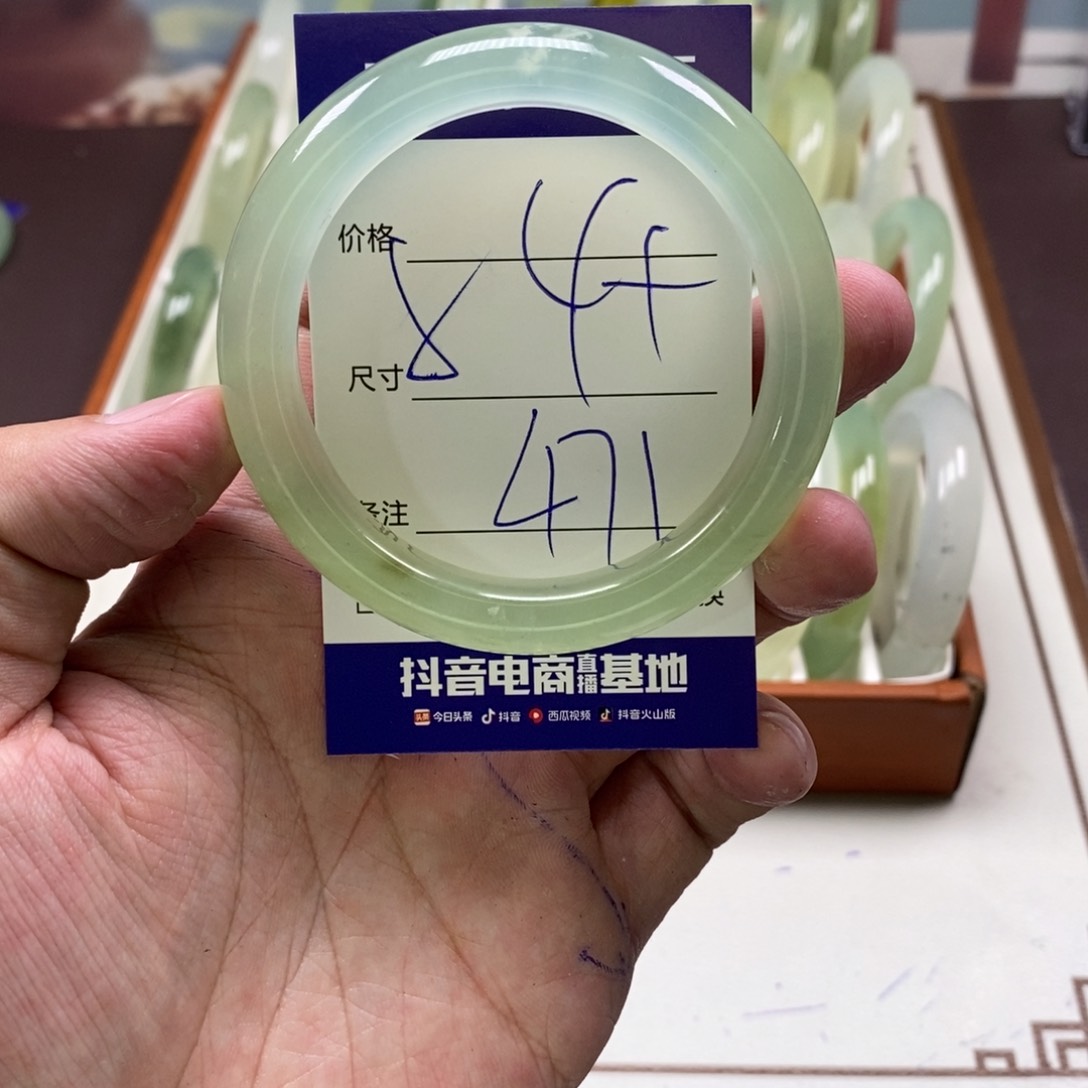 价格
8 4+
尺寸
471
备注
抖音电商直播基地
今日头条 抖音 西瓜视频 抖音火山版